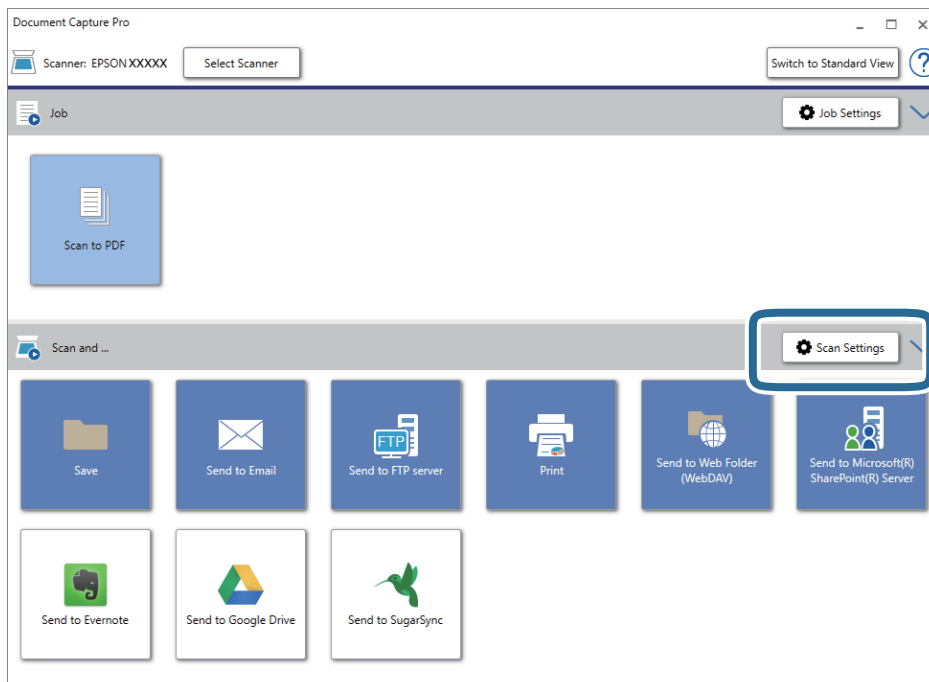 Document Capture Pro
Scanner: EPSON XXXXX
Select Scanner
Switch to Standard View
?
Job
Job Settings
Scan to PDF
Scan and ...
Scan Settings
Save
Send to Email
FTP
Send to FTP server
Print
Send to Web Folder
(WebDAV)
Send to Microsoft(R)
SharePoint(R) Server
Send to Evernote
Send to Google Drive
Send to SugarSync